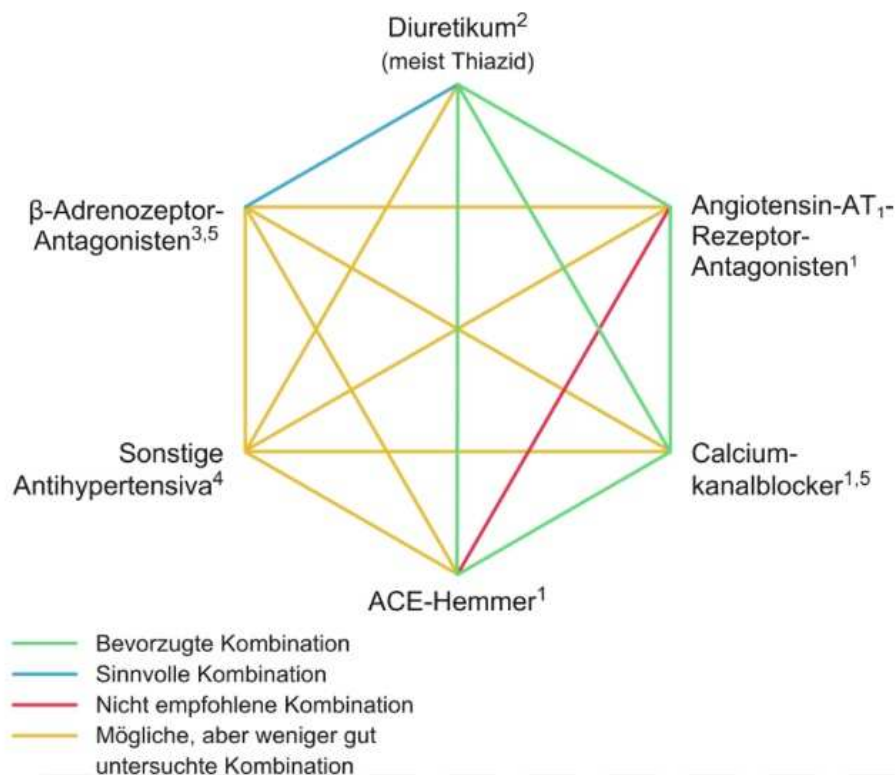 Diuretikum²
(meist Thiazid)
β-Adrenozeptor-
Antagonisten³,⁵
Angiotensin-AT₁-
Rezeptor-
Antagonisten¹
Sonstige
Antihypertensiva⁴
Calcium-
kanalblocker¹,⁵
ACE-Hemmer¹
Bevorzugte Kombination
Sinnvolle Kombination
Nicht empfohlene Kombination
Mögliche, aber weniger gut
untersuchte Kombination